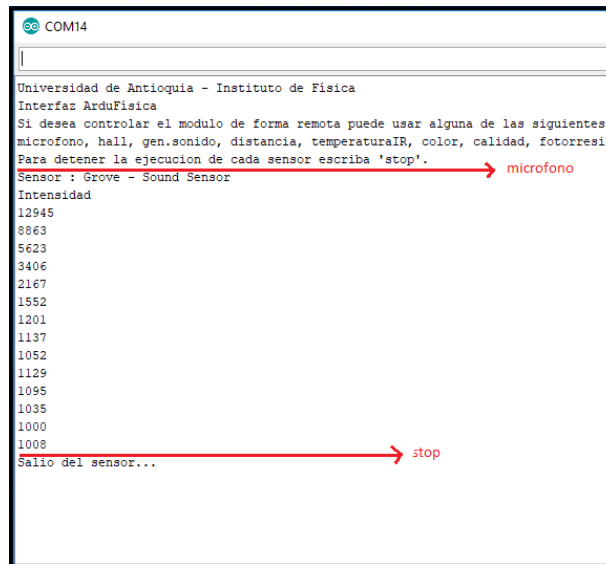 COM14
Universidad de Antioquia - Instituto de Física
Interfaz ArduFísica
Si desea controlar el modulo de forma remota puede usar alguna de las siguientes
microfono, hall, gen.sonido, distancia, temperaturaIR, color, calidad, fotorresi
Para detener la ejecucion de cada sensor escriba 'stop'.
microfono
Sensor : Grove - Sound Sensor
Intensidad
12945
8863
5623
3406
2167
1552
1201
1137
1052
1129
1095
1035
1000
1008
stop
Salio del sensor...